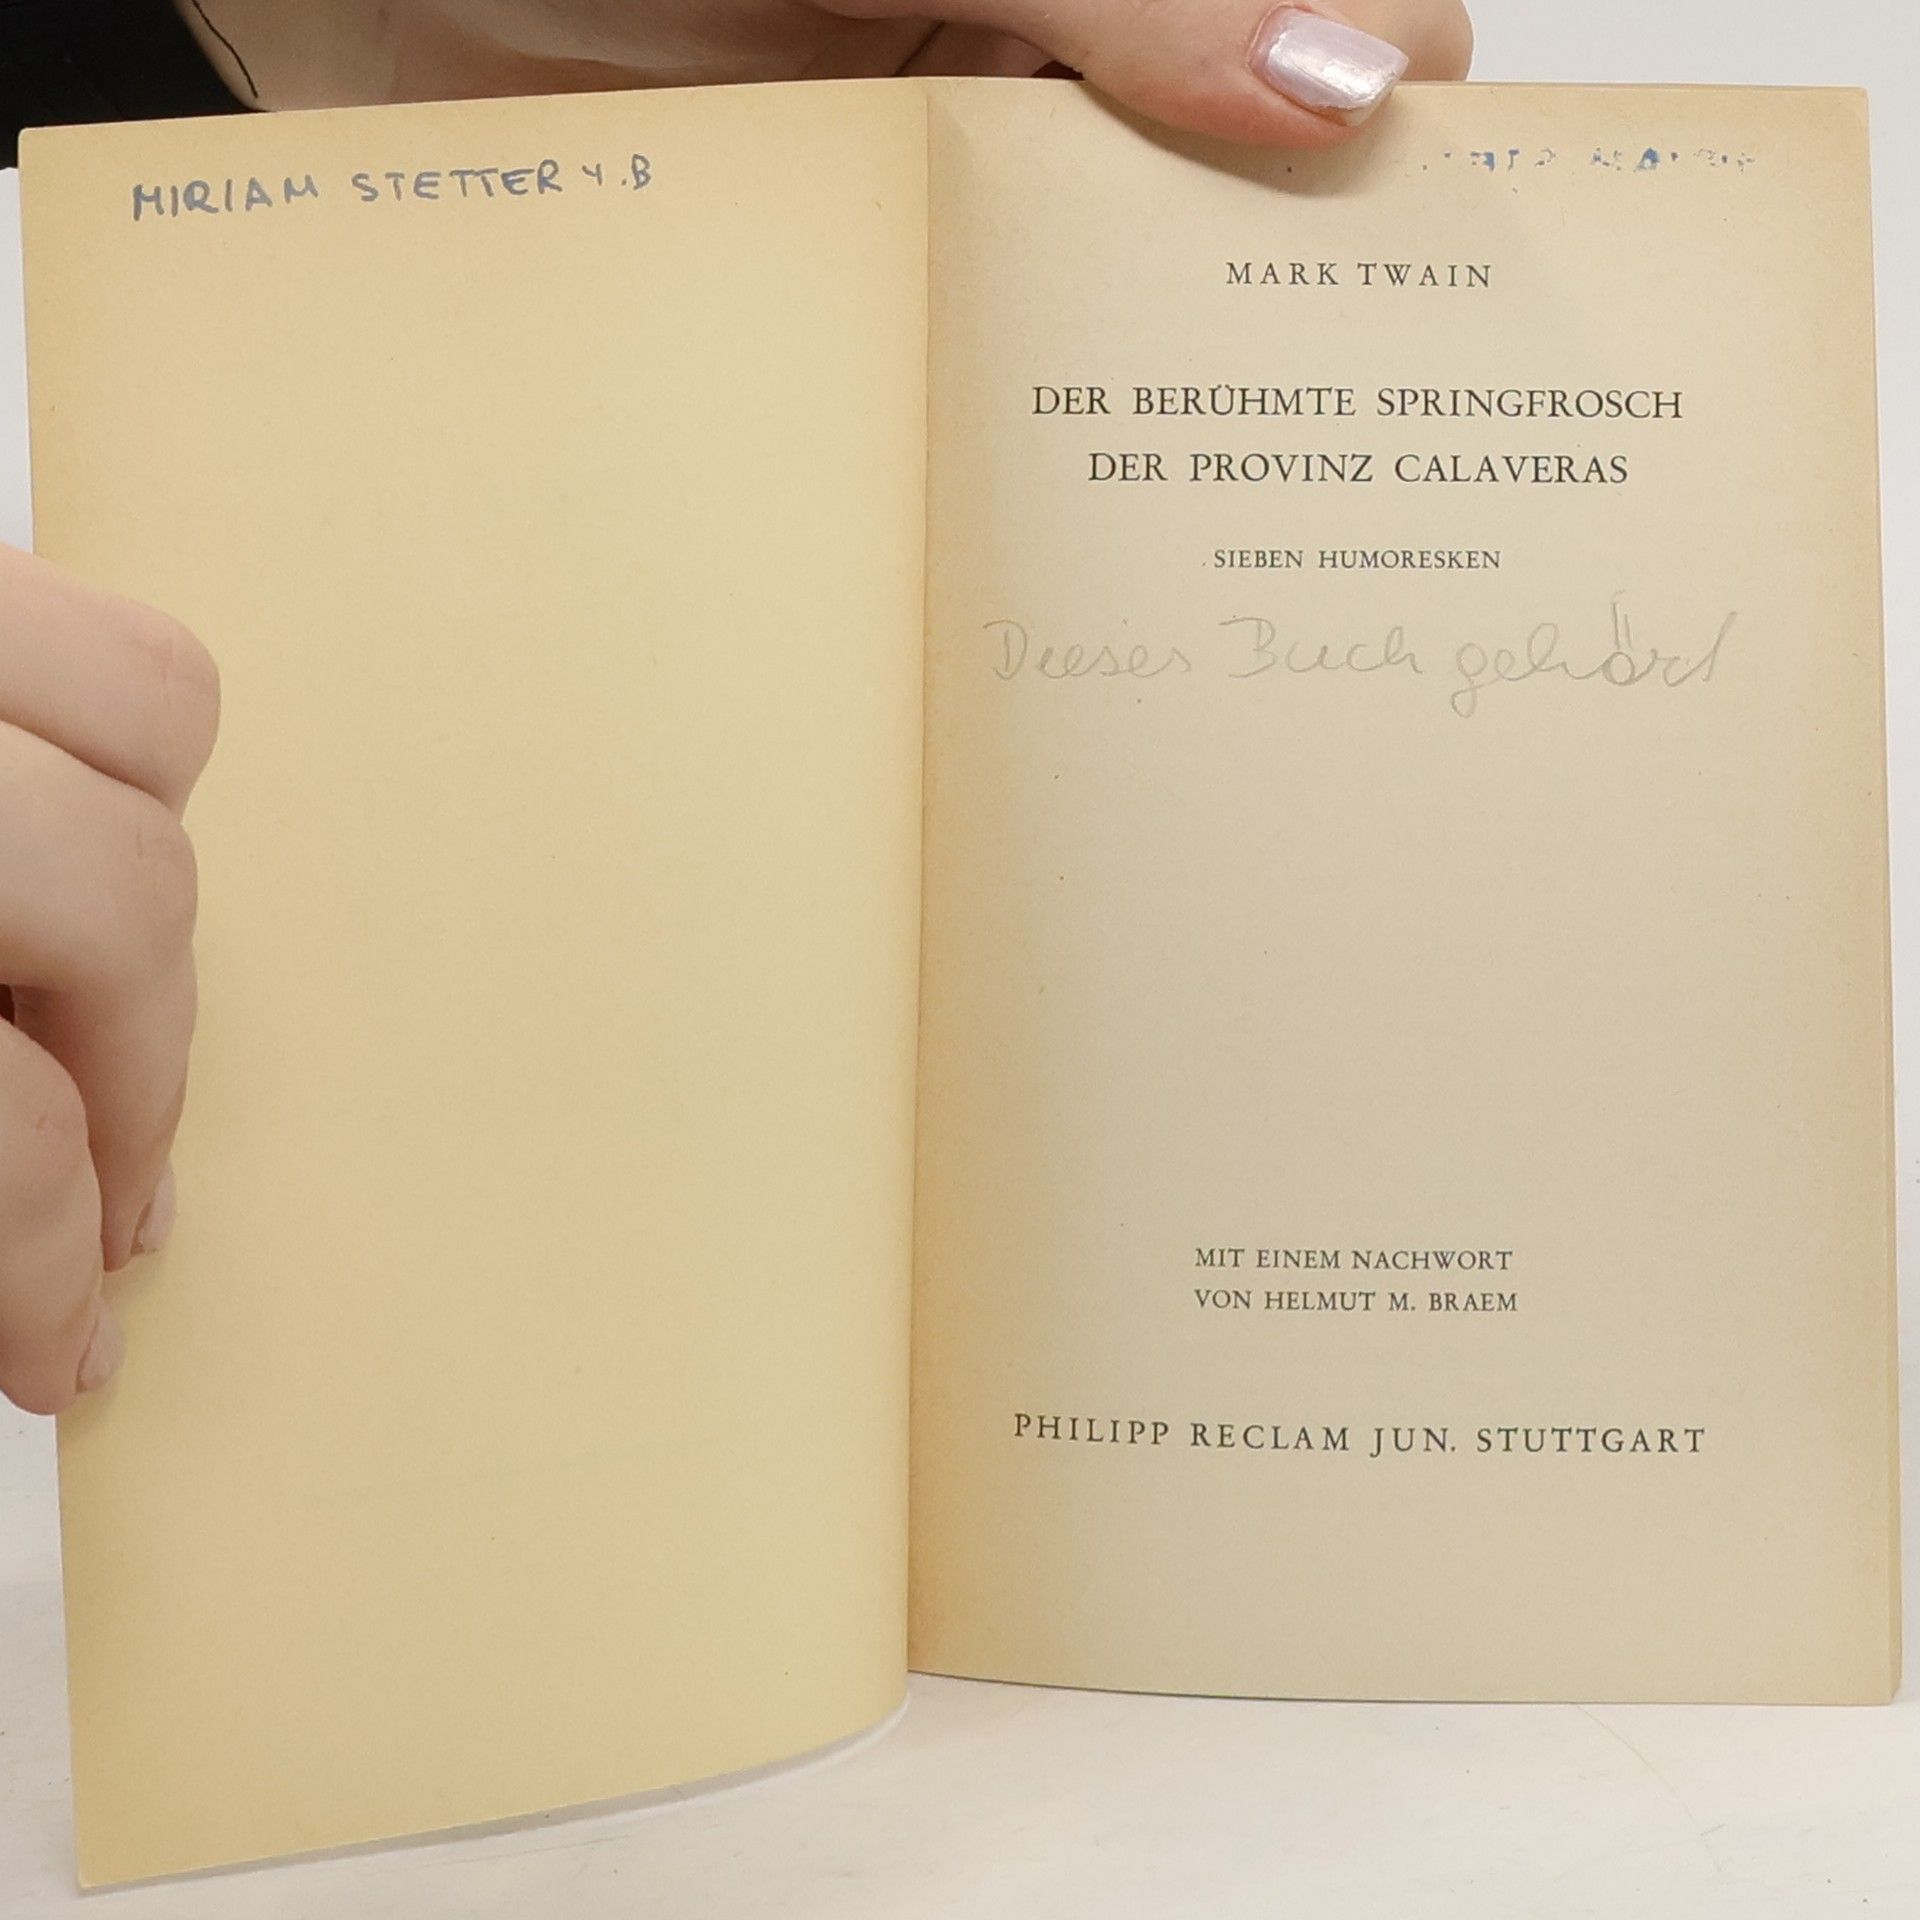 MIRIAM STETTER 4.B
MARK TWAIN
DER BERÜHMTE SPRINGFROSCH
DER PROVINZ CALAVERAS
SIEBEN HUMORESKEN
Dieses Buch gehört
MIT EINEM NACHWORT
VON HELMUT M. BRAEM
PHILIPP RECLAM JUN. STUTTGART